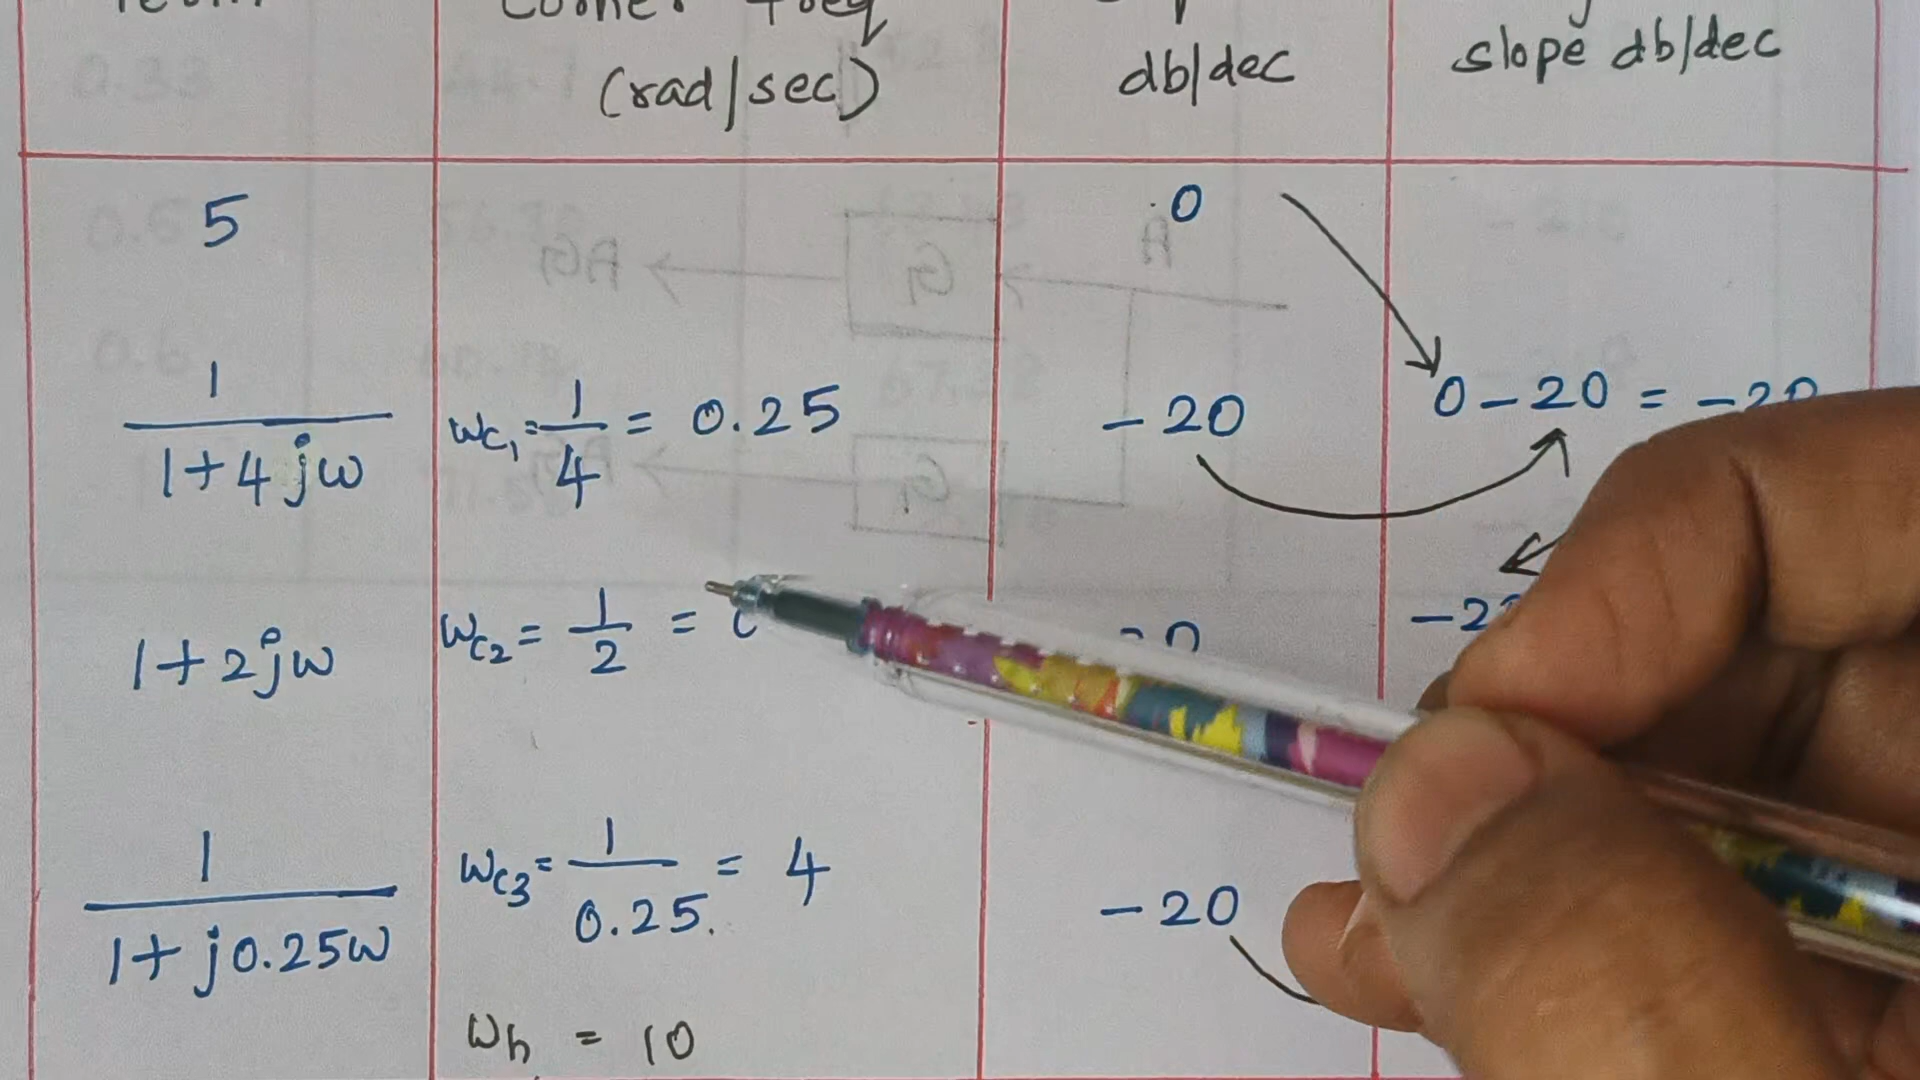 (rad/sec)
db/dec
slope db/dec
5
0
1
1+4jω
ωc₁ = 1/4 = 0.25
-20
0-20 = -20
1+2jω
ωc₂ = 1/2 =
1
1+j0.25ω
ωc3 = 1/0.25. = 4
-20
ωh = 10